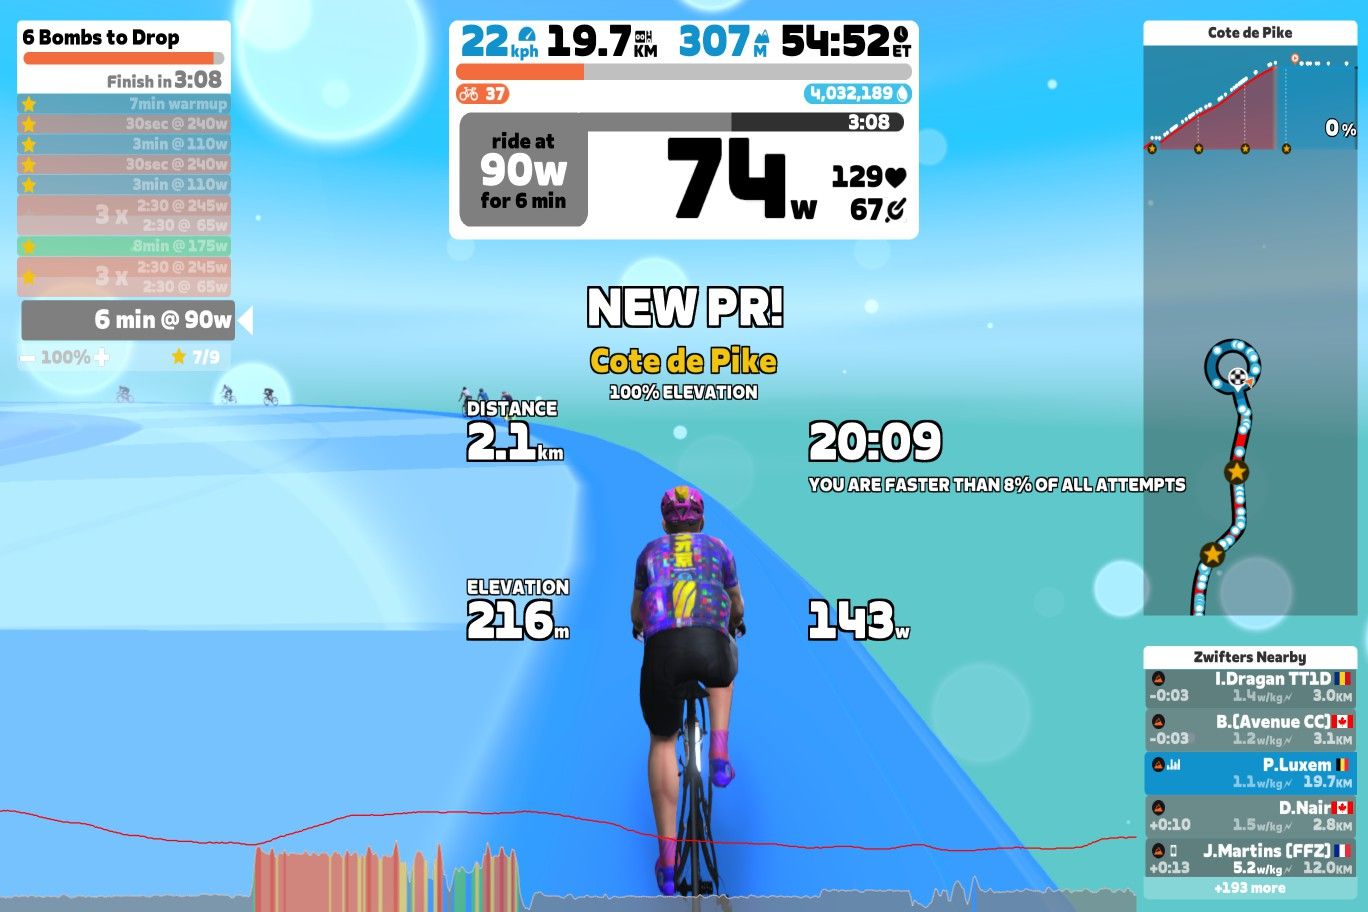 6 Bombs to Drop
Finish in 3:08
7min warmup
30sec @ 240w
3min @ 110w
30sec @ 240w
3min @ 110w
3 x
2:30 @ 245w
2:30 @ 65w
8min @ 175w
3 x
2:30 @ 245w
2:30 @ 65w
6 min @ 90w
100%
7/9
22 kph 19.7 KM 307 M 54:52 ET
37
4,032,189
3:08
ride at
90w
for 6 min
74w
129
67
NEW PR!
Cote de Pike
100% ELEVATION
DISTANCE
2.1km
20:09
YOU ARE FASTER THAN 8% OF ALL ATTEMPTS
ELEVATION
216m
143w
Cote de Pike
0 %
Zwifters Nearby
I.Dragan TT1D
-0:03 1.4w/kg 3.0KM
B.(Avenue CC)
-0:03 1.2w/kg 3.1KM
P.Luxem
1.1w/kg 19.7KM
D.Nair
+0:10 1.5w/kg 2.8KM
J.Martins (FFZ)
+0:13 5.2w/kg 12.0KM
+193 more